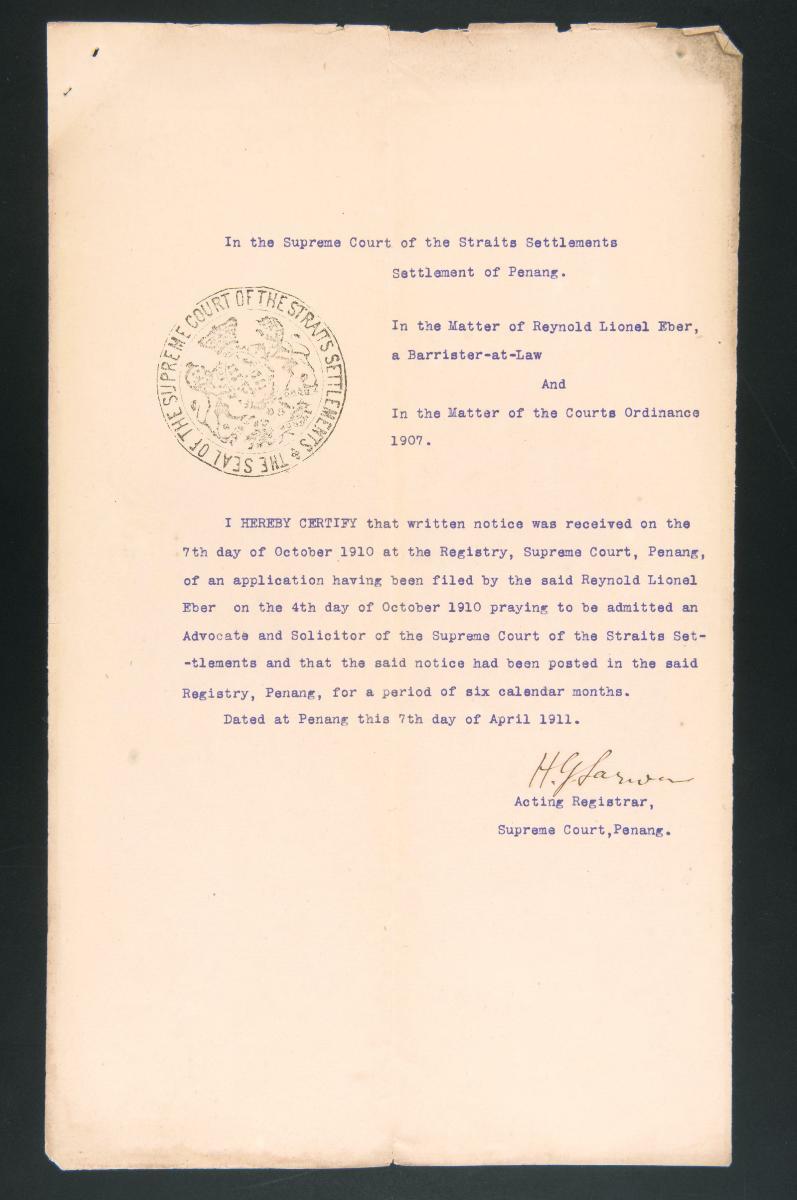 In the Supreme Court of the Straits Settlements
Settlement of Penang.
THE SEAL OF THE SUPREME COURT OF THE STRAITS SETTLEMENTS &
In the Matter of Reynold Lionel Eber,
a Barrister-at-Law
And
In the Matter of the Courts Ordinance
1907.
I HEREBY CERTIFY that written notice was received on the
7th day of October 1910 at the Registry, Supreme Court, Penang,
of an application having been filed by the said Reynold Lionel
Eber on the 4th day of October 1910 praying to be admitted an
Advocate and Solicitor of the Supreme Court of the Straits Set-
-tlements and that the said notice had been posted in the said
Registry, Penang, for a period of six calendar months.
Dated at Penang this 7th day of April 1911.
H. G
Acting Registrar,
Supreme Court,Penang.